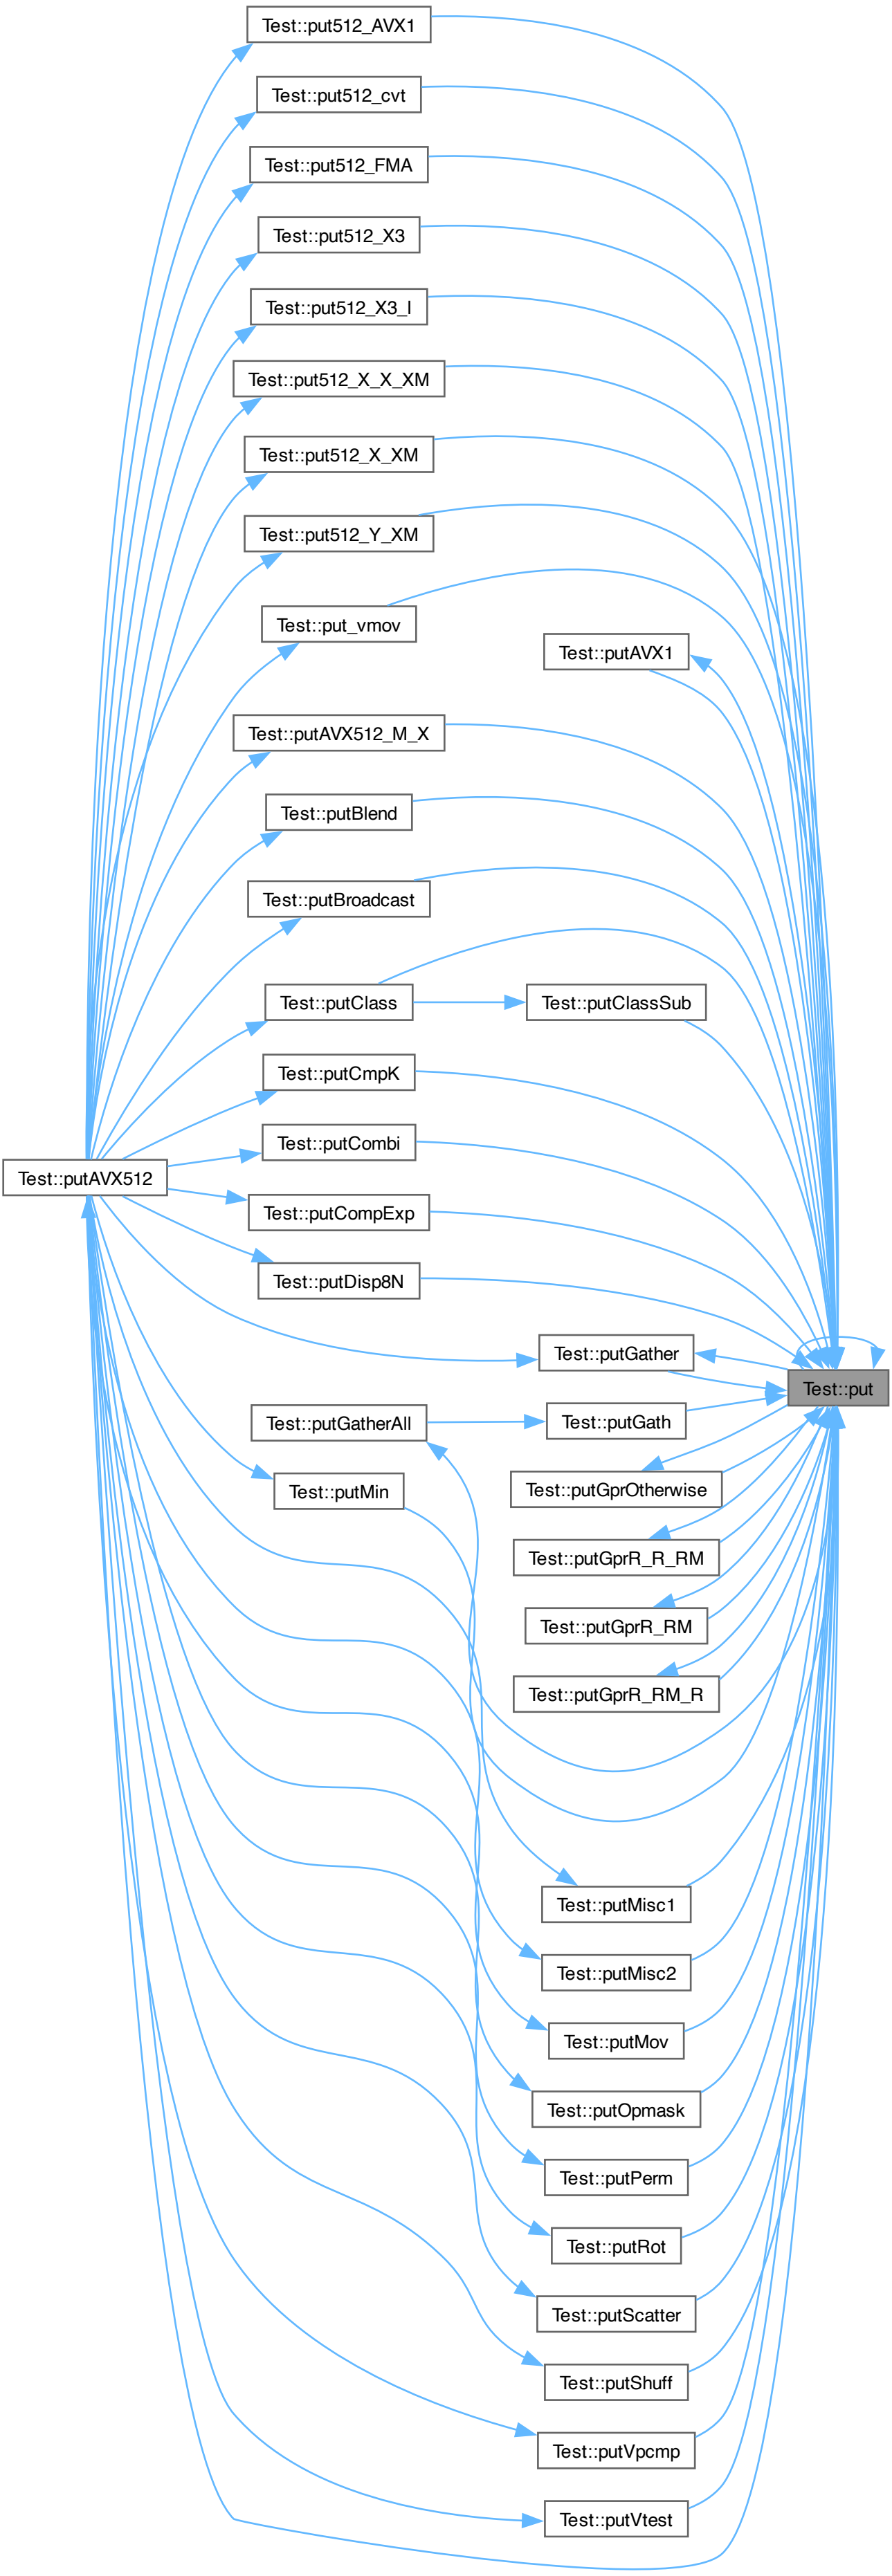 Test::put512_AVX1
Test::put512_cvt
Test::put512_FMA
Test::put512_X3
Test::put512_X3_I
Test::put512_X_X_XM
Test::put512_X_XM
Test::put512_Y_XM
Test::put_vmov
Test::putAVX1
Test::putAVX512_M_X
Test::putBlend
Test::putBroadcast
Test::putClass
Test::putClassSub
Test::putCmpK
Test::putCombi
Test::putAVX512
Test::putCompExp
Test::putDisp8N
Test::putGather
Test::put
Test::putGatherAll
Test::putGath
Test::putMin
Test::putGprOtherwise
Test::putGprR_R_RM
Test::putGprR_RM
Test::putGprR_RM_R
Test::putMisc1
Test::putMisc2
Test::putMov
Test::putOpmask
Test::putPerm
Test::putRot
Test::putScatter
Test::putShuff
Test::putVpcmp
Test::putVtest